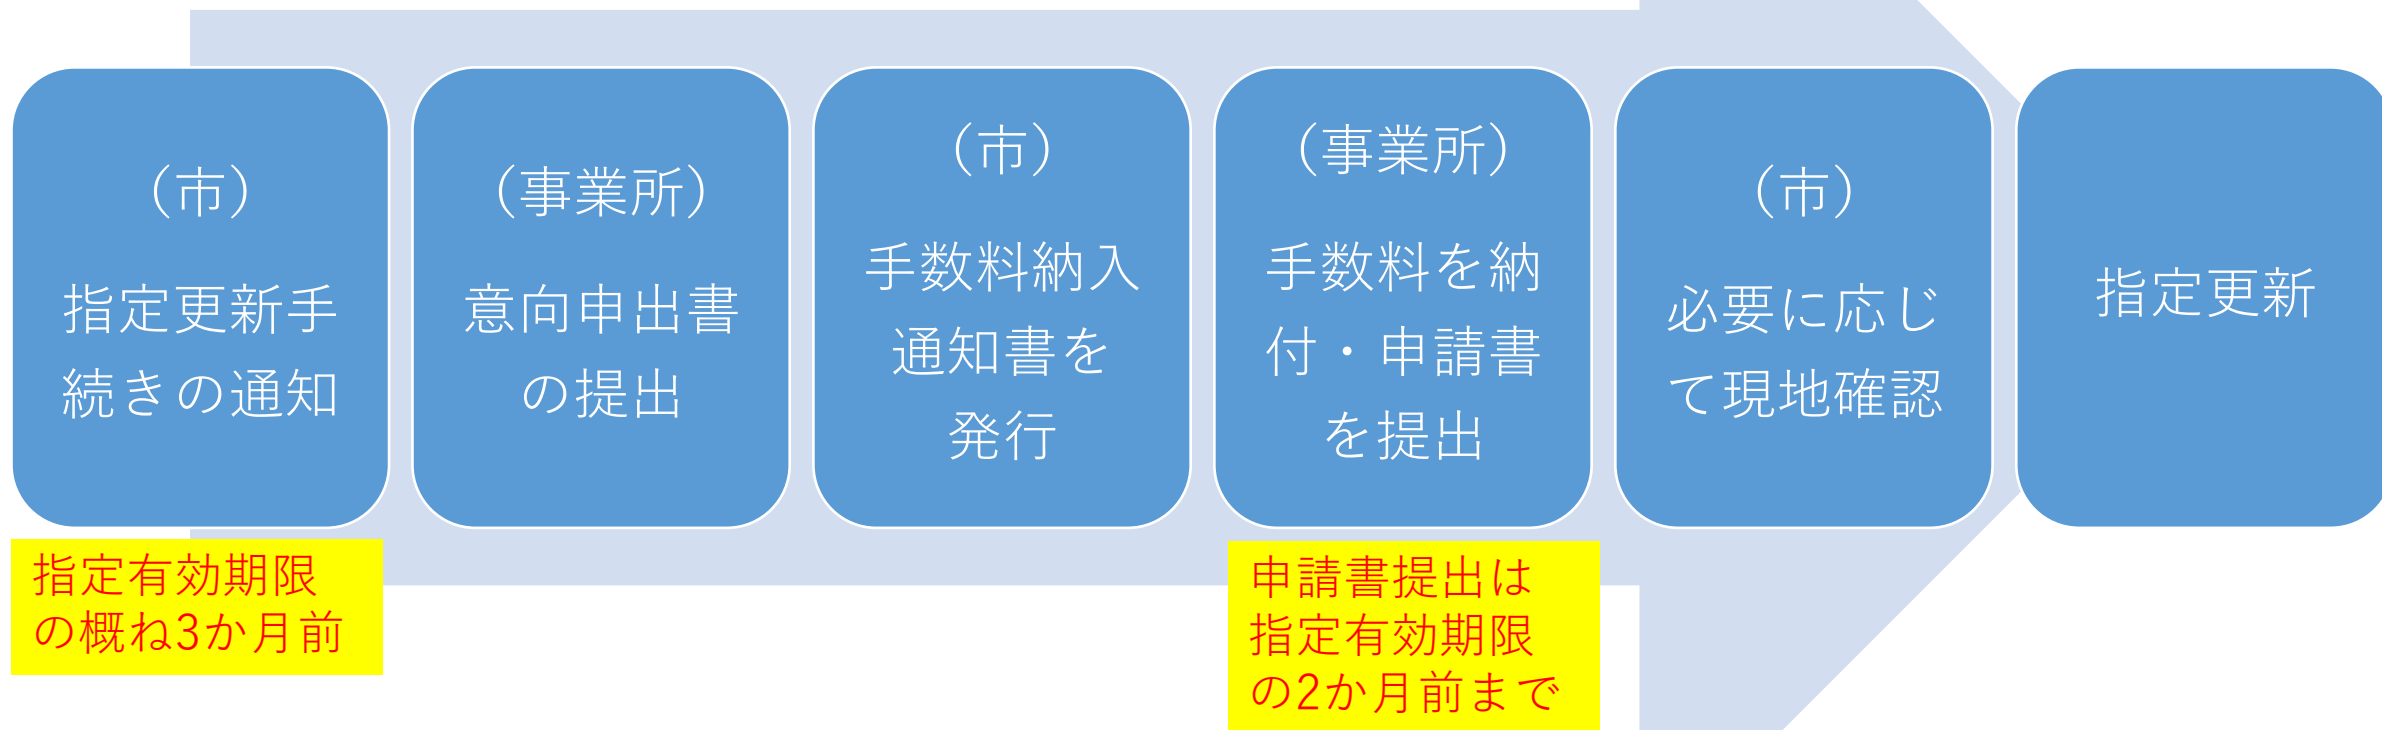 （市）
指定更新手
続きの通知
（事業所）
意向申出書
の提出
（市）
手数料納入
通知書を
発行
（事業所）
手数料を納
付・申請書
を提出
（市）
必要に応じ
て現地確認
指定更新
指定有効期限
の概ね3か月前
申請書提出は
指定有効期限
の2か月前まで